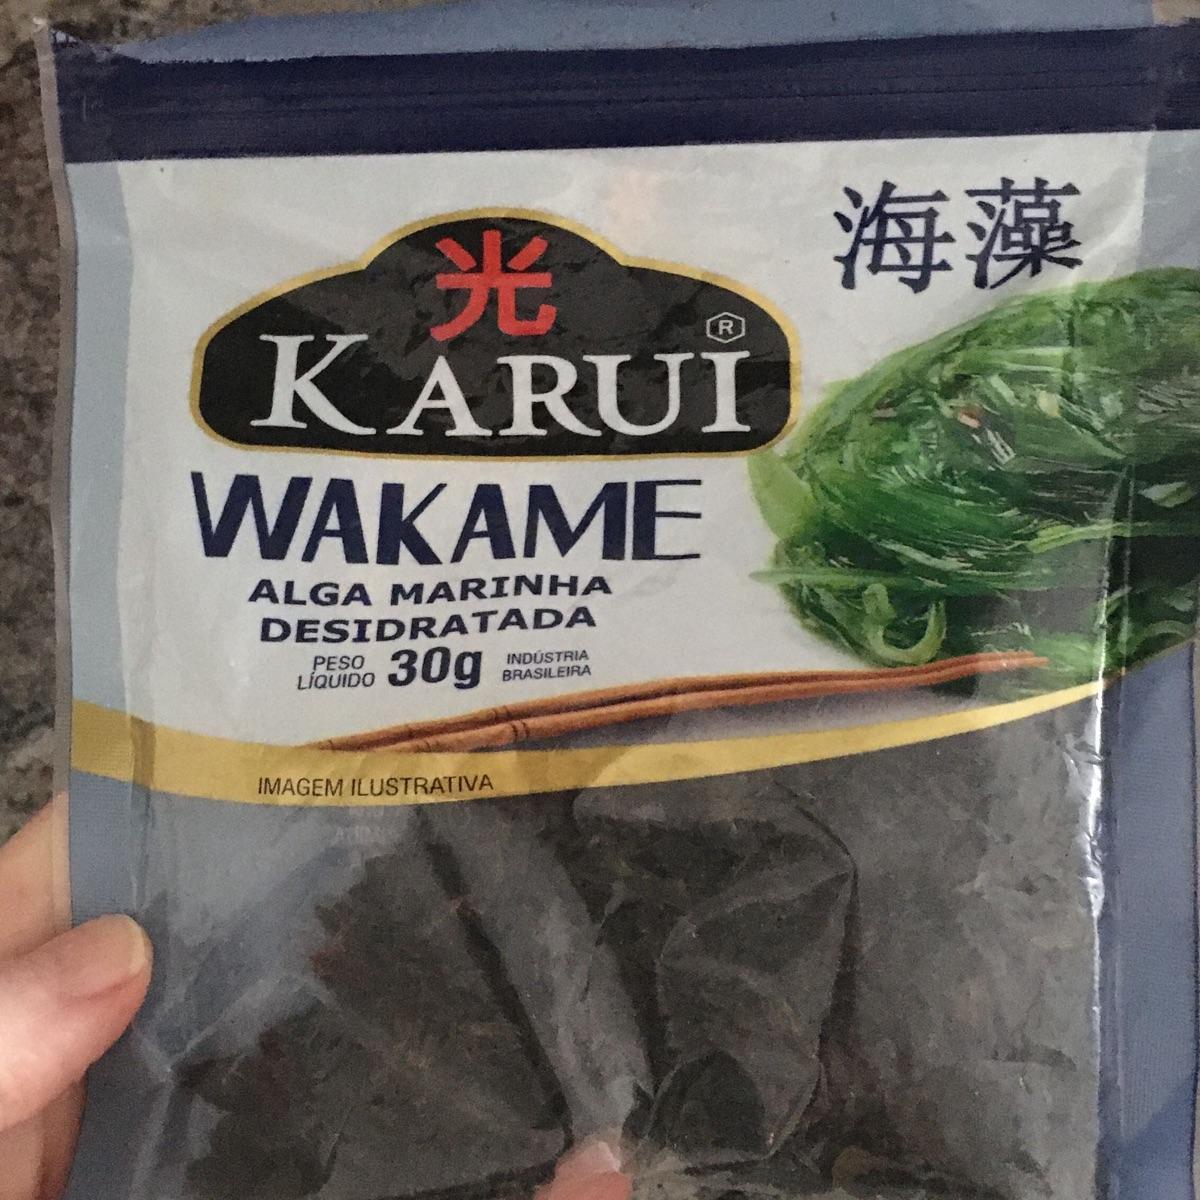 海藻
光
KARUI
®
WAKAME
ALGA MARINHA
DESIDRATADA
PESO LÍQUIDO 30g INDÚSTRIA BRASILEIRA
IMAGEM ILUSTRATIVA